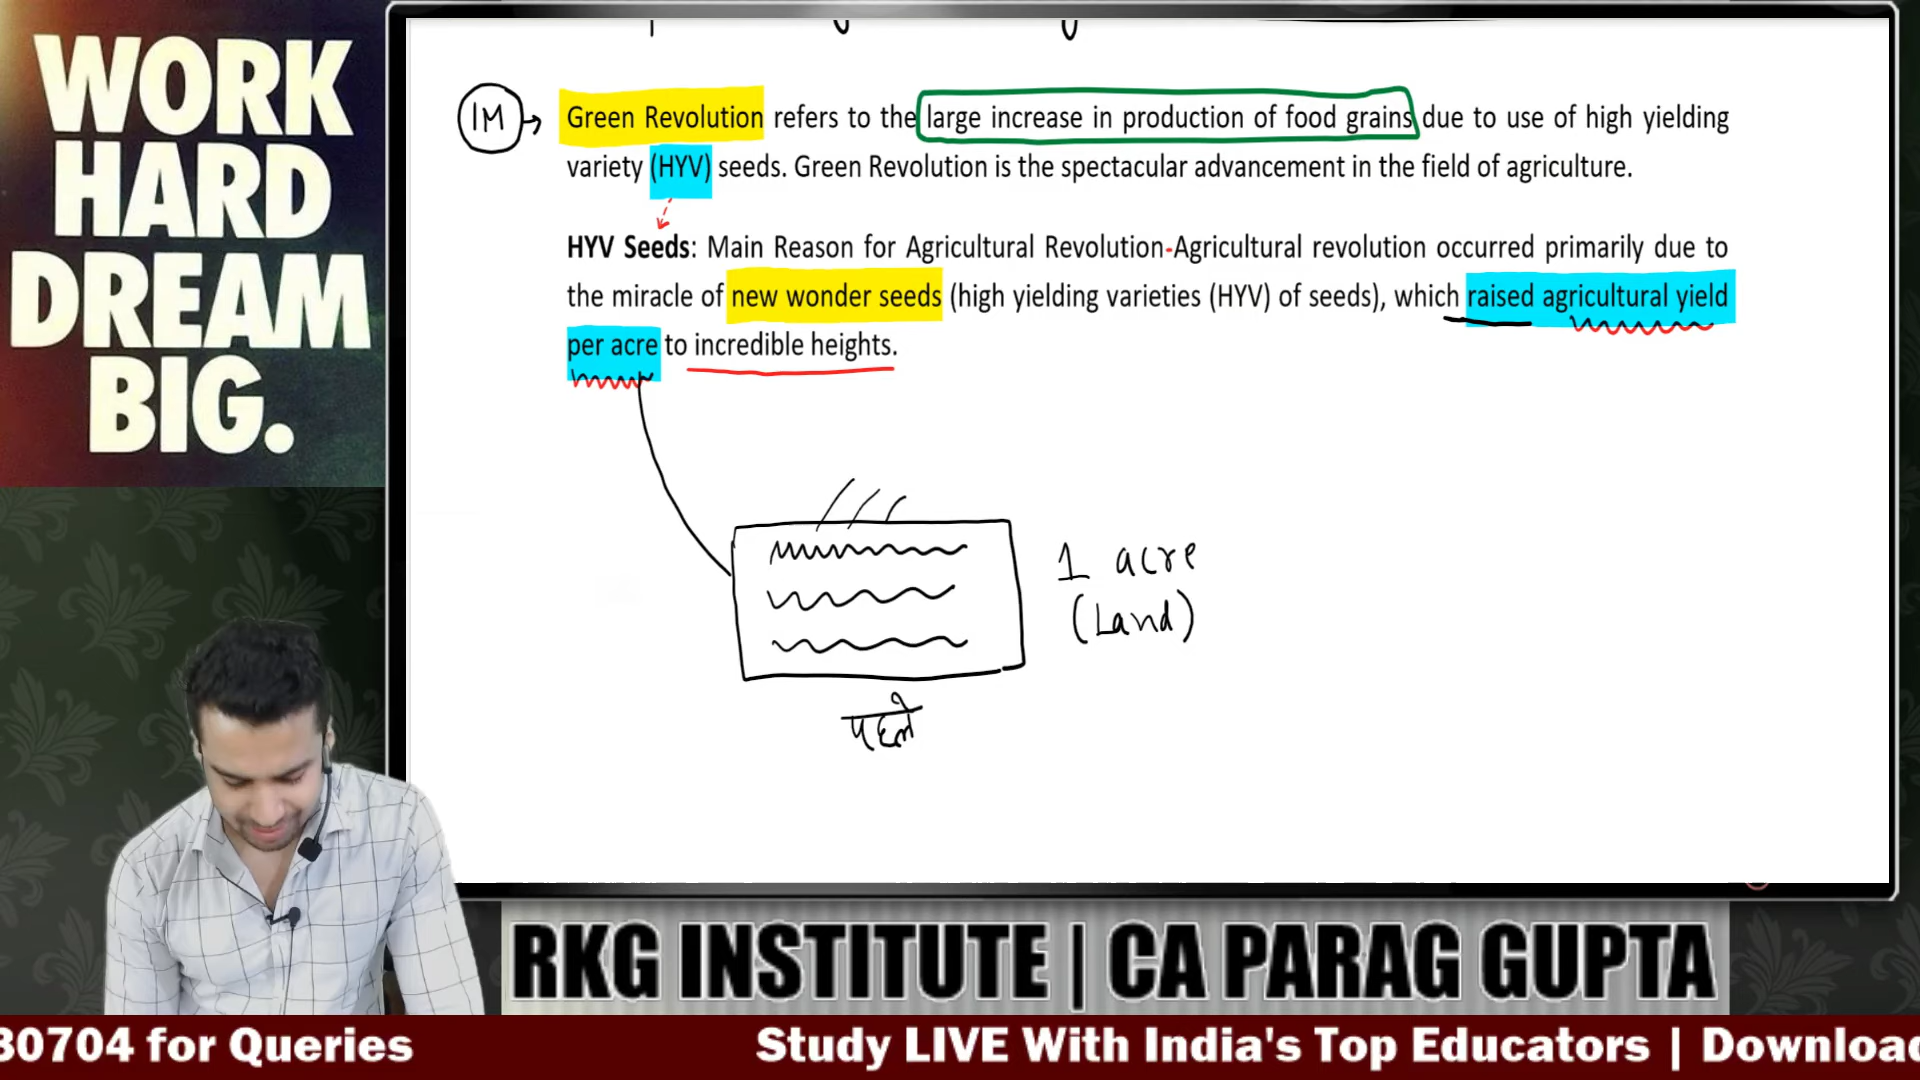 WORK
HARD
DREAM
BIG.
1M
Green Revolution refers to the large increase in production of food grains due to use of high yielding
variety (HYV) seeds. Green Revolution is the spectacular advancement in the field of agriculture.
HYV Seeds: Main Reason for Agricultural Revolution-Agricultural revolution occurred primarily due to
the miracle of new wonder seeds (high yielding varieties (HYV) of seeds), which raised agricultural yield
per acre to incredible heights.
1 acre
(Land)
पहले
RKG INSTITUTE | CA PARAG GUPTA
30704 for Queries Study LIVE With India's Top Educators | Download